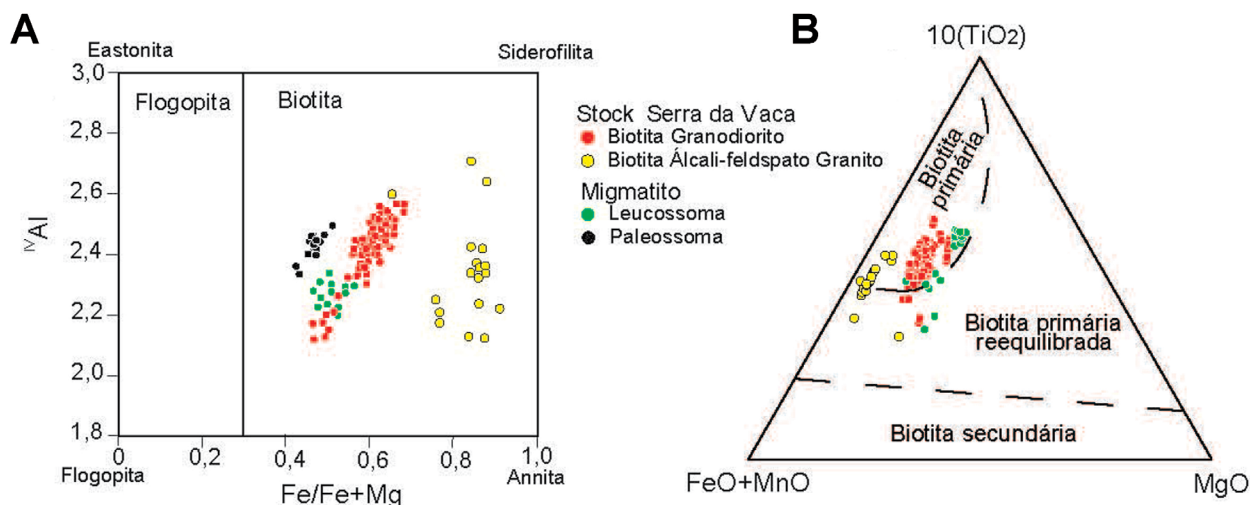 A
Eastonita
Siderofilita
3,0
2,8
2,6
2,4
2,2
2,0
1,8
IVAl
Flogopita
Biotita
0
0,2
0,4
0,6
0,8
1,0
Flogopita
Annita
Fe/Fe+Mg
Stock Serra da Vaca
Biotita Granodiorito
Biotita Álcali-feldspato Granito
Migmatito
Leucossoma
Paleossoma
B
10(TiO2)
Biotita
primária
Biotita primária
reequilibrada
Biotita secundária
FeO+MnO
MgO